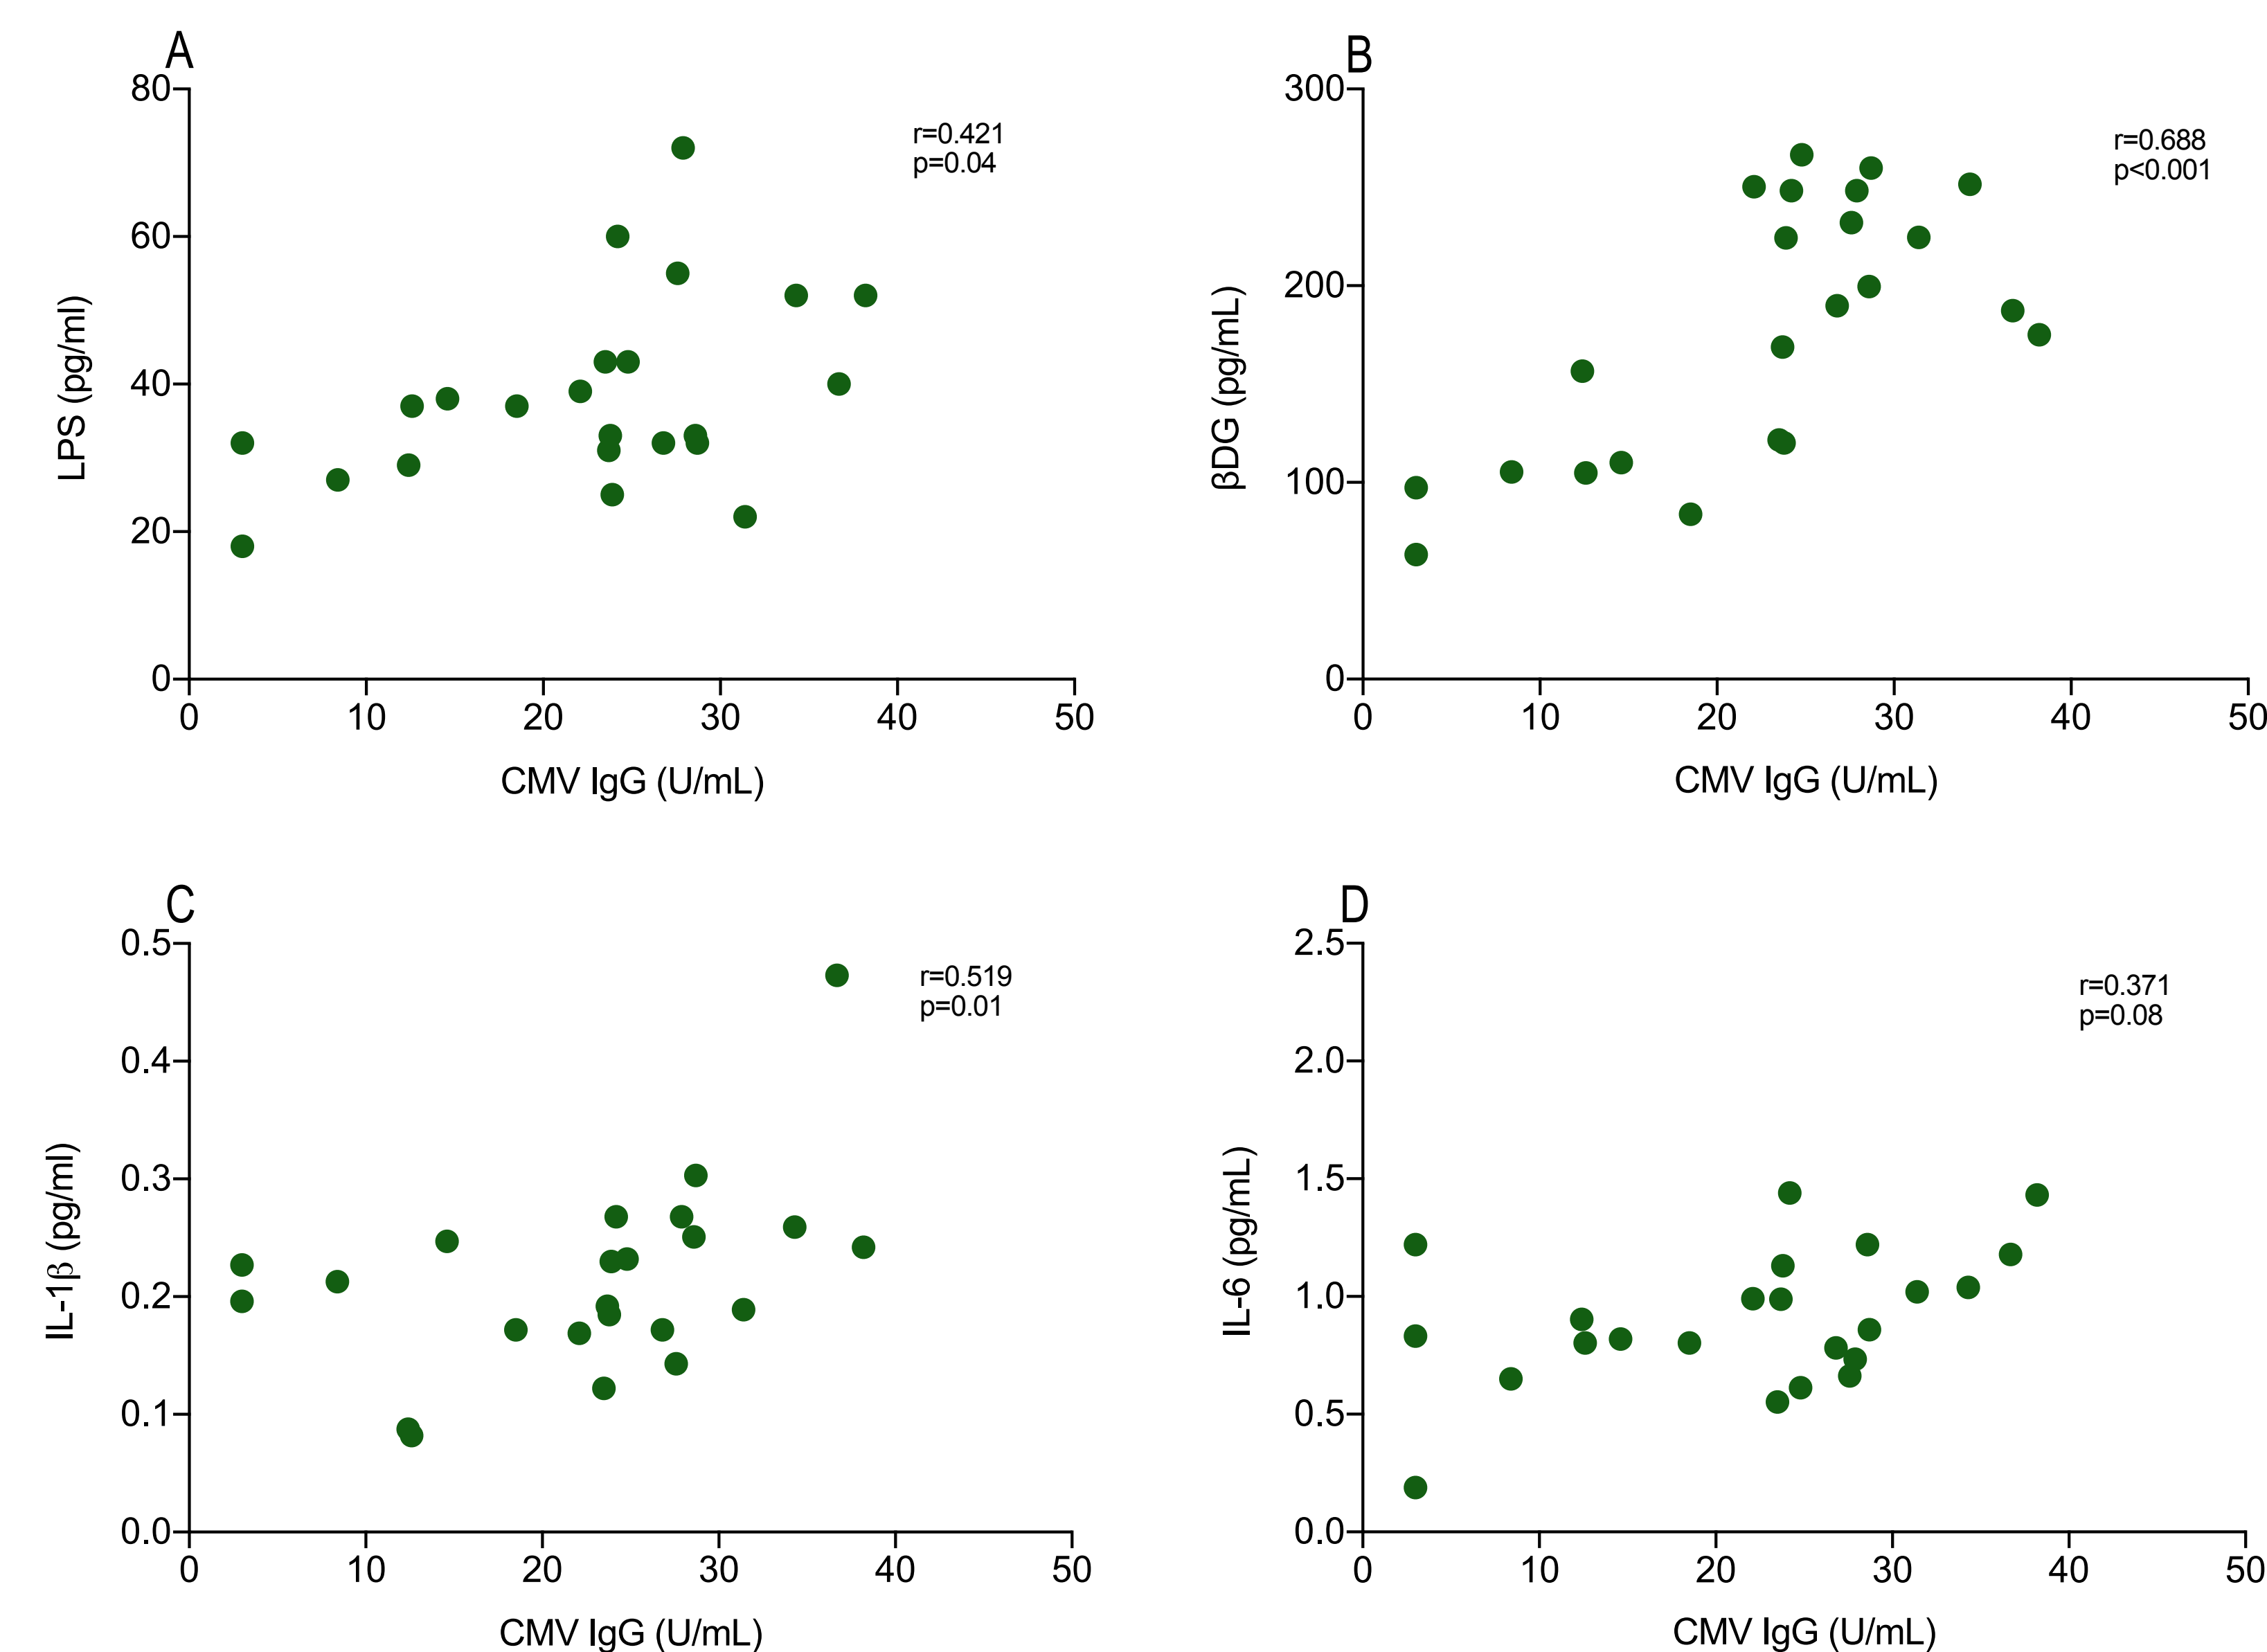 A
80
60
40
20
0
0 10 20 30 40 50
LPS (pg/ml)
CMV IgG (U/mL)
r=0.421
p=0.04
B
300
200
100
0
0 10 20 30 40 50
βDG (pg/mL)
CMV IgG (U/mL)
r=0.688
p<0.001
C
0.5
0.4
0.3
0.2
0.1
0.0
0 10 20 30 40 50
IL-1β (pg/ml)
CMV IgG (U/mL)
r=0.519
p=0.01
D
2.5
2.0
1.5
1.0
0.5
0.0
0 10 20 30 40 50
IL-6 (pg/mL)
CMV IgG (U/mL)
r=0.371
p=0.08